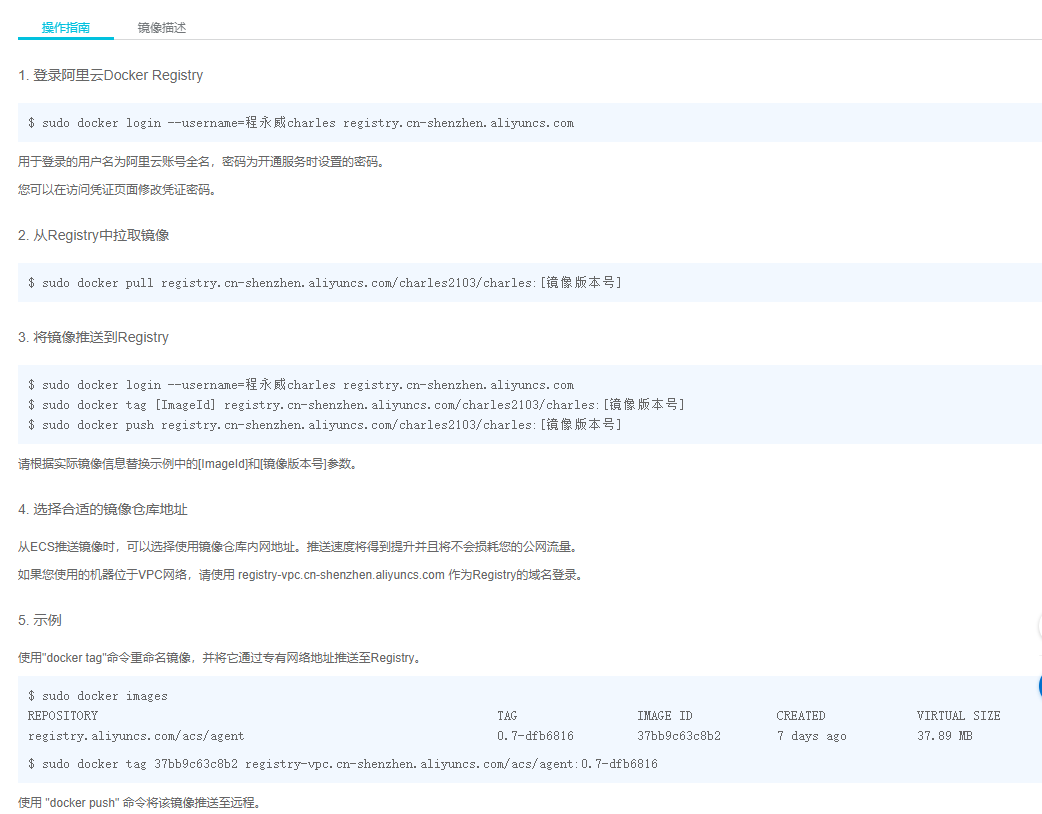 操作指南 镜像描述
1. 登录阿里云Docker Registry
$ sudo docker login --username=程永威charles registry.cn-shenzhen.aliyuncs.com
用于登录的用户名为阿里云账号全名，密码为开通服务时设置的密码。
您可以在访问凭证页面修改凭证密码。
2. 从Registry中拉取镜像
$ sudo docker pull registry.cn-shenzhen.aliyuncs.com/charles2103/charles:[镜像版本号]
3. 将镜像推送到Registry
$ sudo docker login --username=程永威charles registry.cn-shenzhen.aliyuncs.com
$ sudo docker tag [ImageId] registry.cn-shenzhen.aliyuncs.com/charles2103/charles:[镜像版本号]
$ sudo docker push registry.cn-shenzhen.aliyuncs.com/charles2103/charles:[镜像版本号]
请根据实际镜像信息替换示例中的[ImageId]和[镜像版本号]参数。
4. 选择合适的镜像仓库地址
从ECS推送镜像时，可以选择使用镜像仓库内网地址。推送速度将得到提升并且将不会损耗您的公网流量。
如果您使用的机器位于VPC网络，请使用 registry-vpc.cn-shenzhen.aliyuncs.com 作为Registry的域名登录。
5. 示例
使用"docker tag"命令重命名镜像，并将它通过专有网络地址推送至Registry。
$ sudo docker images
REPOSITORY TAG IMAGE ID CREATED VIRTUAL SIZE
registry.aliyuncs.com/acs/agent 0.7-dfb6816 37bb9c63c8b2 7 days ago 37.89 MB
$ sudo docker tag 37bb9c63c8b2 registry-vpc.cn-shenzhen.aliyuncs.com/acs/agent:0.7-dfb6816
使用 "docker push" 命令将该镜像推送至远程。